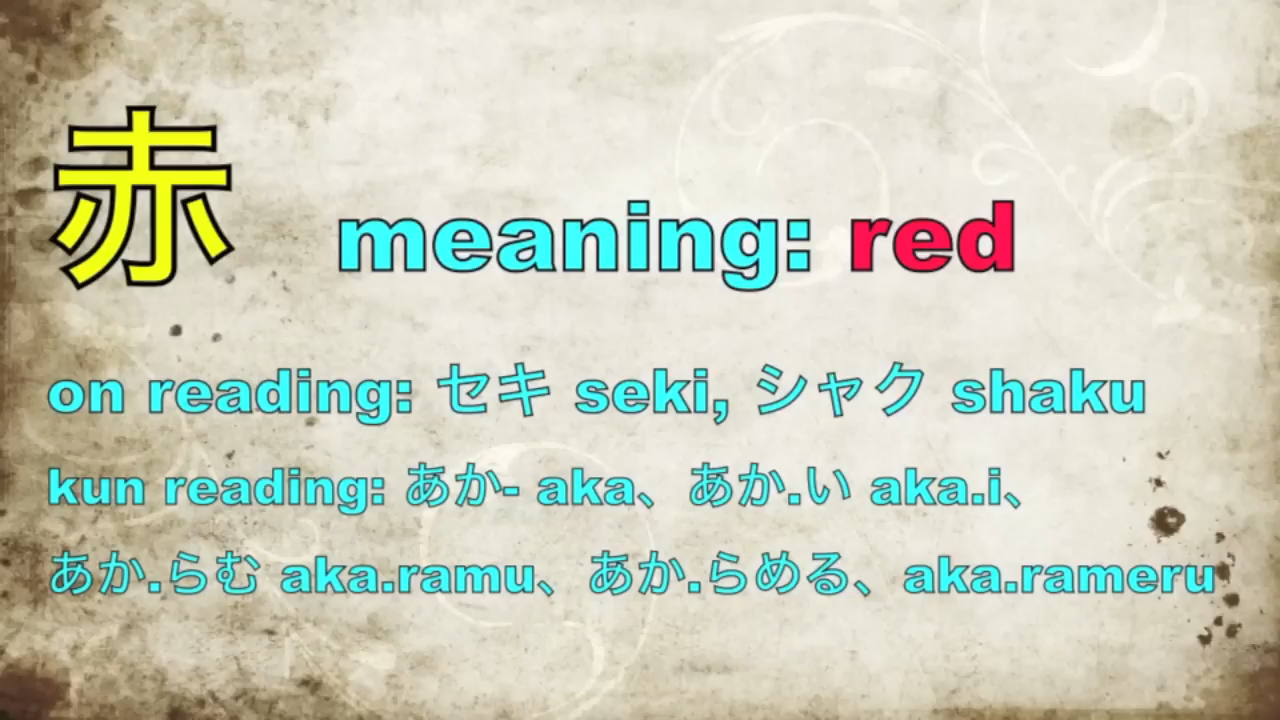 赤 meaning: red
on reading: セキ seki, シャク shaku
kun reading: あか- aka、あか.い aka.i、
あか.らむ aka.ramu、あか.らめる、aka.rameru